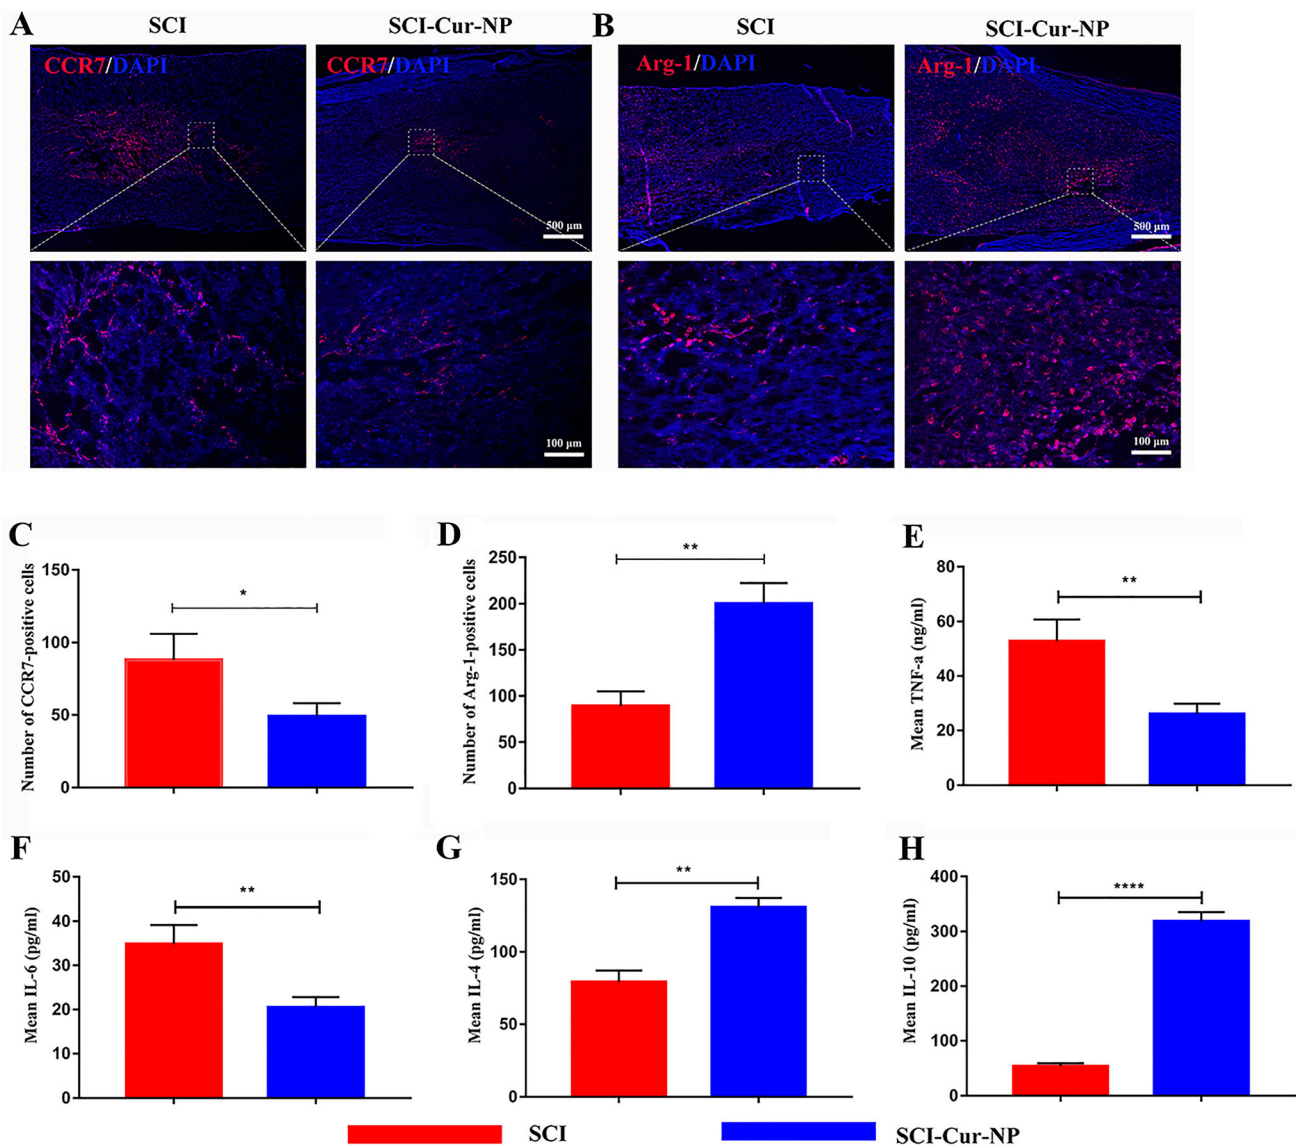 A
SCI
SCI-Cur-NP
B
SCI
SCI-Cur-NP
CCR7/DAPI
CCR7/DAPI
Arg-1/DAPI
Arg-1/DAPI
500 μm
500 μm
100 μm
100 μm
C
Number of CCR7-positive cells
150
100
50
0
*
D
Number of Arg-1-positive cells
250
200
150
100
50
0
**
E
Mean TNF-a (ng/ml)
80
60
40
20
0
**
F
Mean IL-6 (pg/ml)
50
40
30
20
10
0
**
G
Mean IL-4 (pg/ml)
150
100
50
0
**
H
Mean IL-10 (pg/ml)
400
300
200
100
0
****
SCI
SCI-Cur-NP